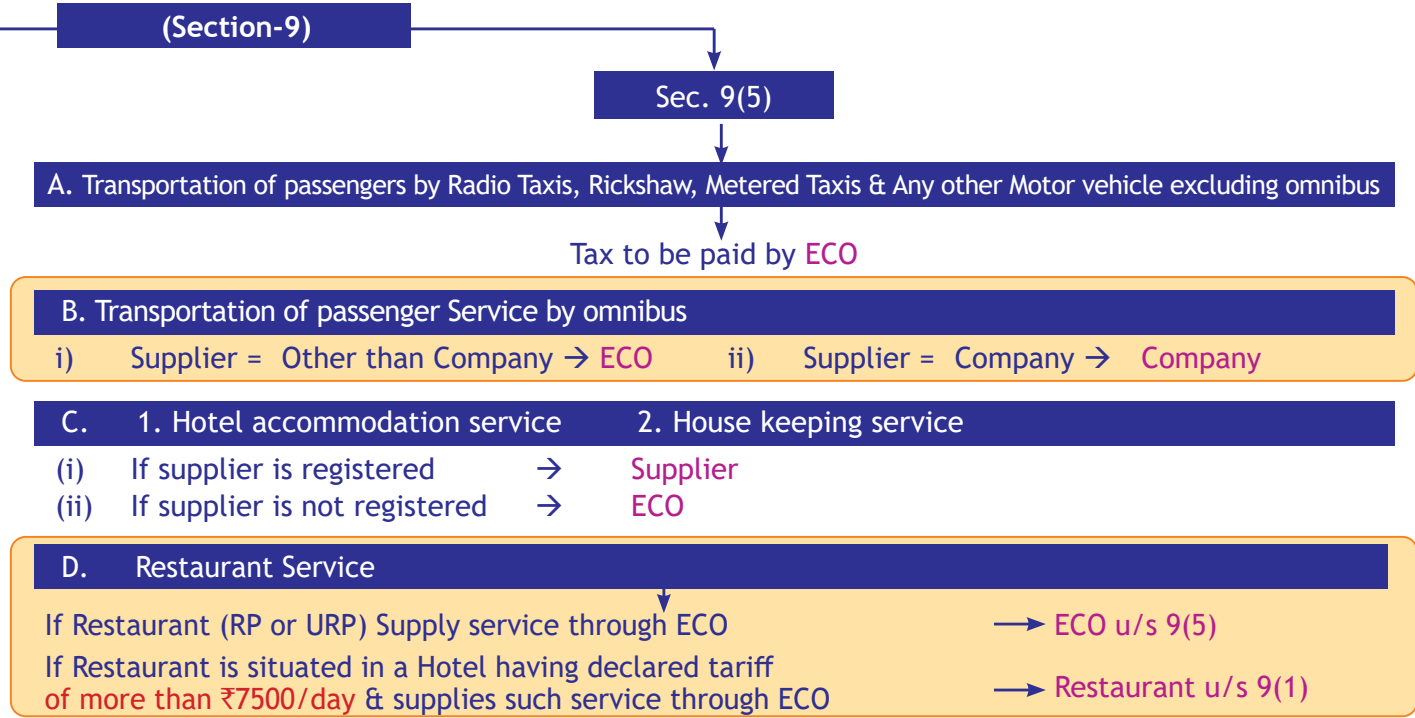 (Section-9)
Sec. 9(5)
A. Transportation of passengers by Radio Taxis, Rickshaw, Metered Taxis & Any other Motor vehicle excluding omnibus
Tax to be paid by ECO
B. Transportation of passenger Service by omnibus
i) Supplier = Other than Company → ECO ii) Supplier = Company → Company
C. 1. Hotel accommodation service 2. House keeping service
(i) If supplier is registered → Supplier
(ii) If supplier is not registered → ECO
D. Restaurant Service
If Restaurant (RP or URP) Supply service through ECO → ECO u/s 9(5)
If Restaurant is situated in a Hotel having declared tariff
of more than ₹7500/day & supplies such service through ECO → Restaurant u/s 9(1)